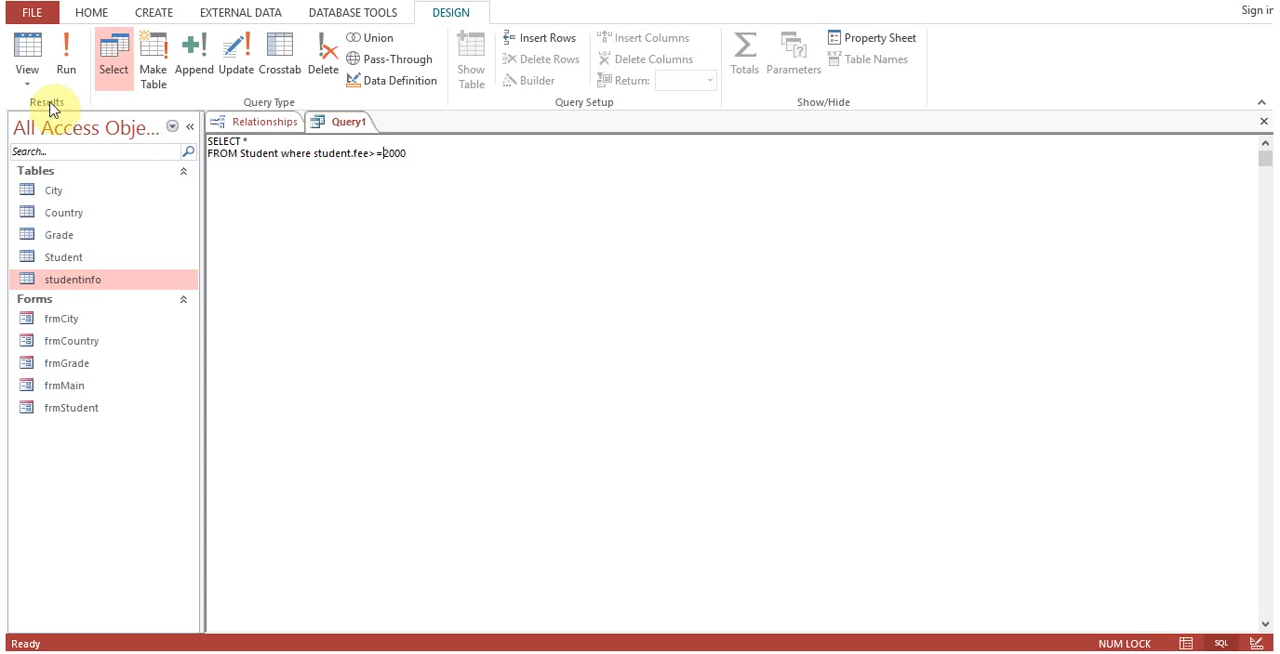 FILE HOME CREATE EXTERNAL DATA DATABASE TOOLS DESIGN Sign in
View
Run
Results
Select
Make
Table
Append
Update
Crosstab
Delete
Union
Pass-Through
Data Definition
Query Type
Show
Table
Insert Rows
Delete Rows
Builder
Insert Columns
Delete Columns
Return:
Query Setup
Totals
Parameters
Property Sheet
Table Names
Show/Hide
All Access Obje...
Search...
Tables
City
Country
Grade
Student
studentinfo
Forms
frmCity
frmCountry
frmGrade
frmMain
frmStudent
Relationships
Query1
SELECT *
FROM Student where student.fee>=2000
Ready
NUM LOCK
SQL